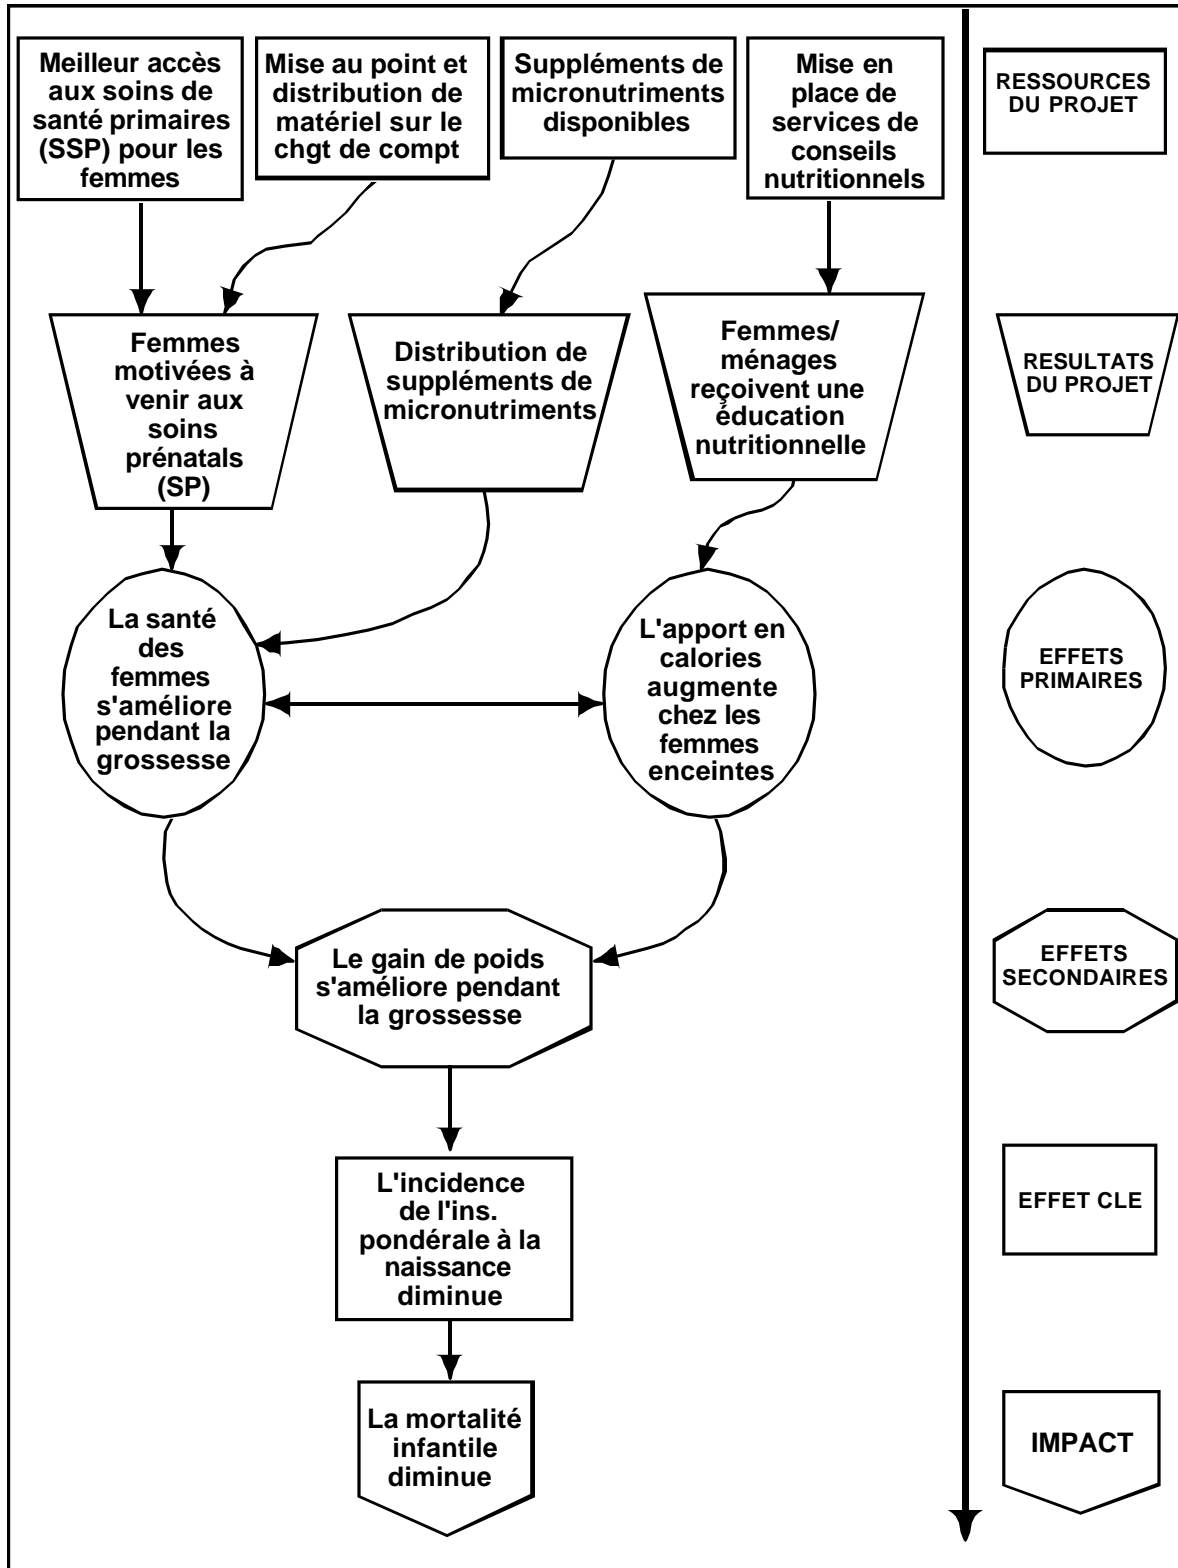 Meilleur accès
aux soins de
santé primaires
(SSP) pour les
femmes
Mise au point et
distribution de
matériel sur le
chgt de compt
Suppléments de
micronutriments
disponibles
Mise en
place de
services de
conseils
nutritionnels
RESSOURCES
DU PROJET
Femmes
motivées à
venir aux
soins
prénatals
(SP)
Distribution de
suppléments de
micronutriments
Femmes/
ménages
reçoivent une
éducation
nutritionnelle
RESULTATS
DU PROJET
La santé
des
femmes
s'améliore
pendant la
grossesse
L'apport en
calories
augmente
chez les
femmes
enceintes
EFFETS
PRIMAIRES
Le gain de poids
s'améliore pendant
la grossesse
EFFETS
SECONDAIRES
L'incidence
de l'ins.
pondérale à la
naissance
diminue
EFFET CLE
La mortalité
infantile
diminue
IMPACT